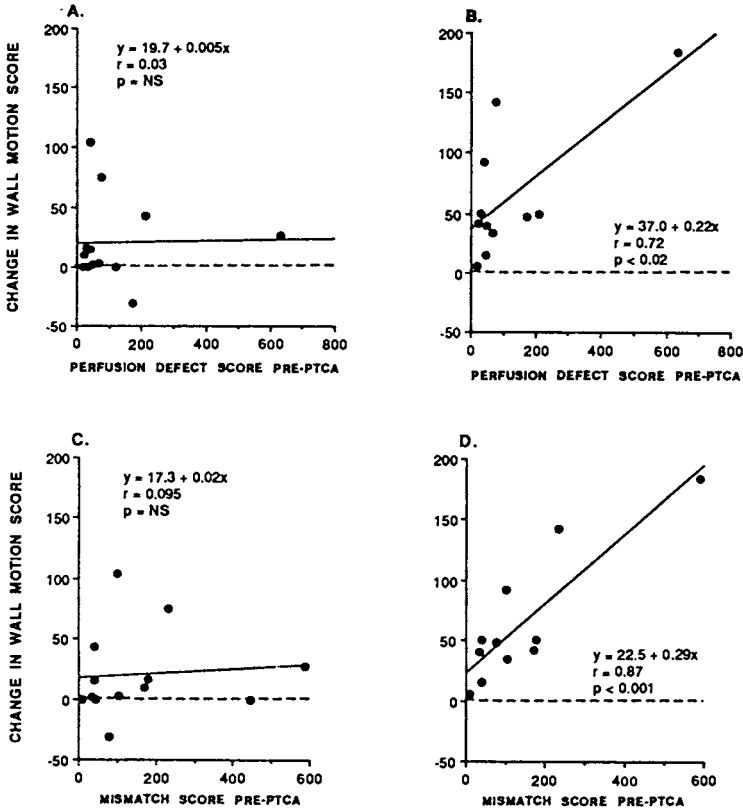 A.
y = 19.7 + 0.005x
r = 0.03
p = NS
CHANGE IN WALL MOTION SCORE
200
150
100
50
0
-50
0 200 400 600 800
PERFUSION DEFECT SCORE PRE-PTCA
B.
y = 37.0 + 0.22x
r = 0.72
p < 0.02
200
150
100
50
0
-50
0 200 400 600 800
PERFUSION DEFECT SCORE PRE-PTCA
C.
y = 17.3 + 0.02x
r = 0.095
p = NS
CHANGE IN WALL MOTION SCORE
200
150
100
50
0
-50
0 200 400 600
MISMATCH SCORE PRE-PTCA
D.
y = 22.5 + 0.29x
r = 0.87
p < 0.001
200
150
100
50
0
-50
0 200 400 600
MISMATCH SCORE PRE-PTCA